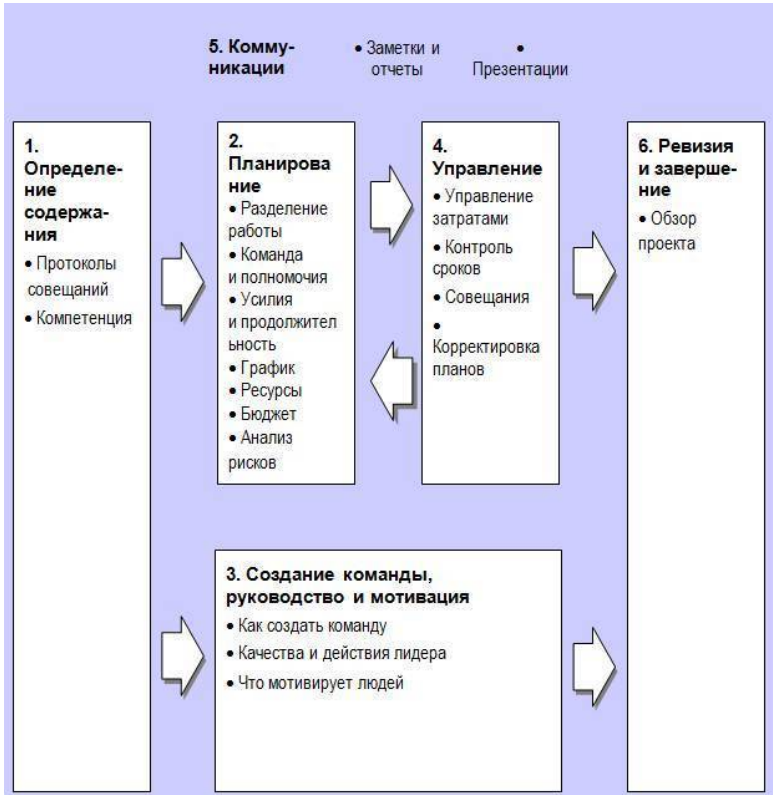 5. Комму-
никации
• Заметки и
отчеты
•
Презентации
1.
Определе-
ние
содержа-
ния
• Протоколы
совещаний
• Компетенция
2.
Планирова
ние
• Разделение
работы
• Команда
и полномочия
• Усилия
и продолжител
ьность
• График
• Ресурсы
• Бюджет
• Анализ
рисков
4.
Управление
• Управление
затратами
• Контроль
сроков
• Совещания
•
Корректировка
планов
6. Ревизия
и заверше-
ние
• Обзор
проекта
3. Создание команды,
руководство и мотивация
• Как создать команду
• Качества и действия лидера
• Что мотивирует людей